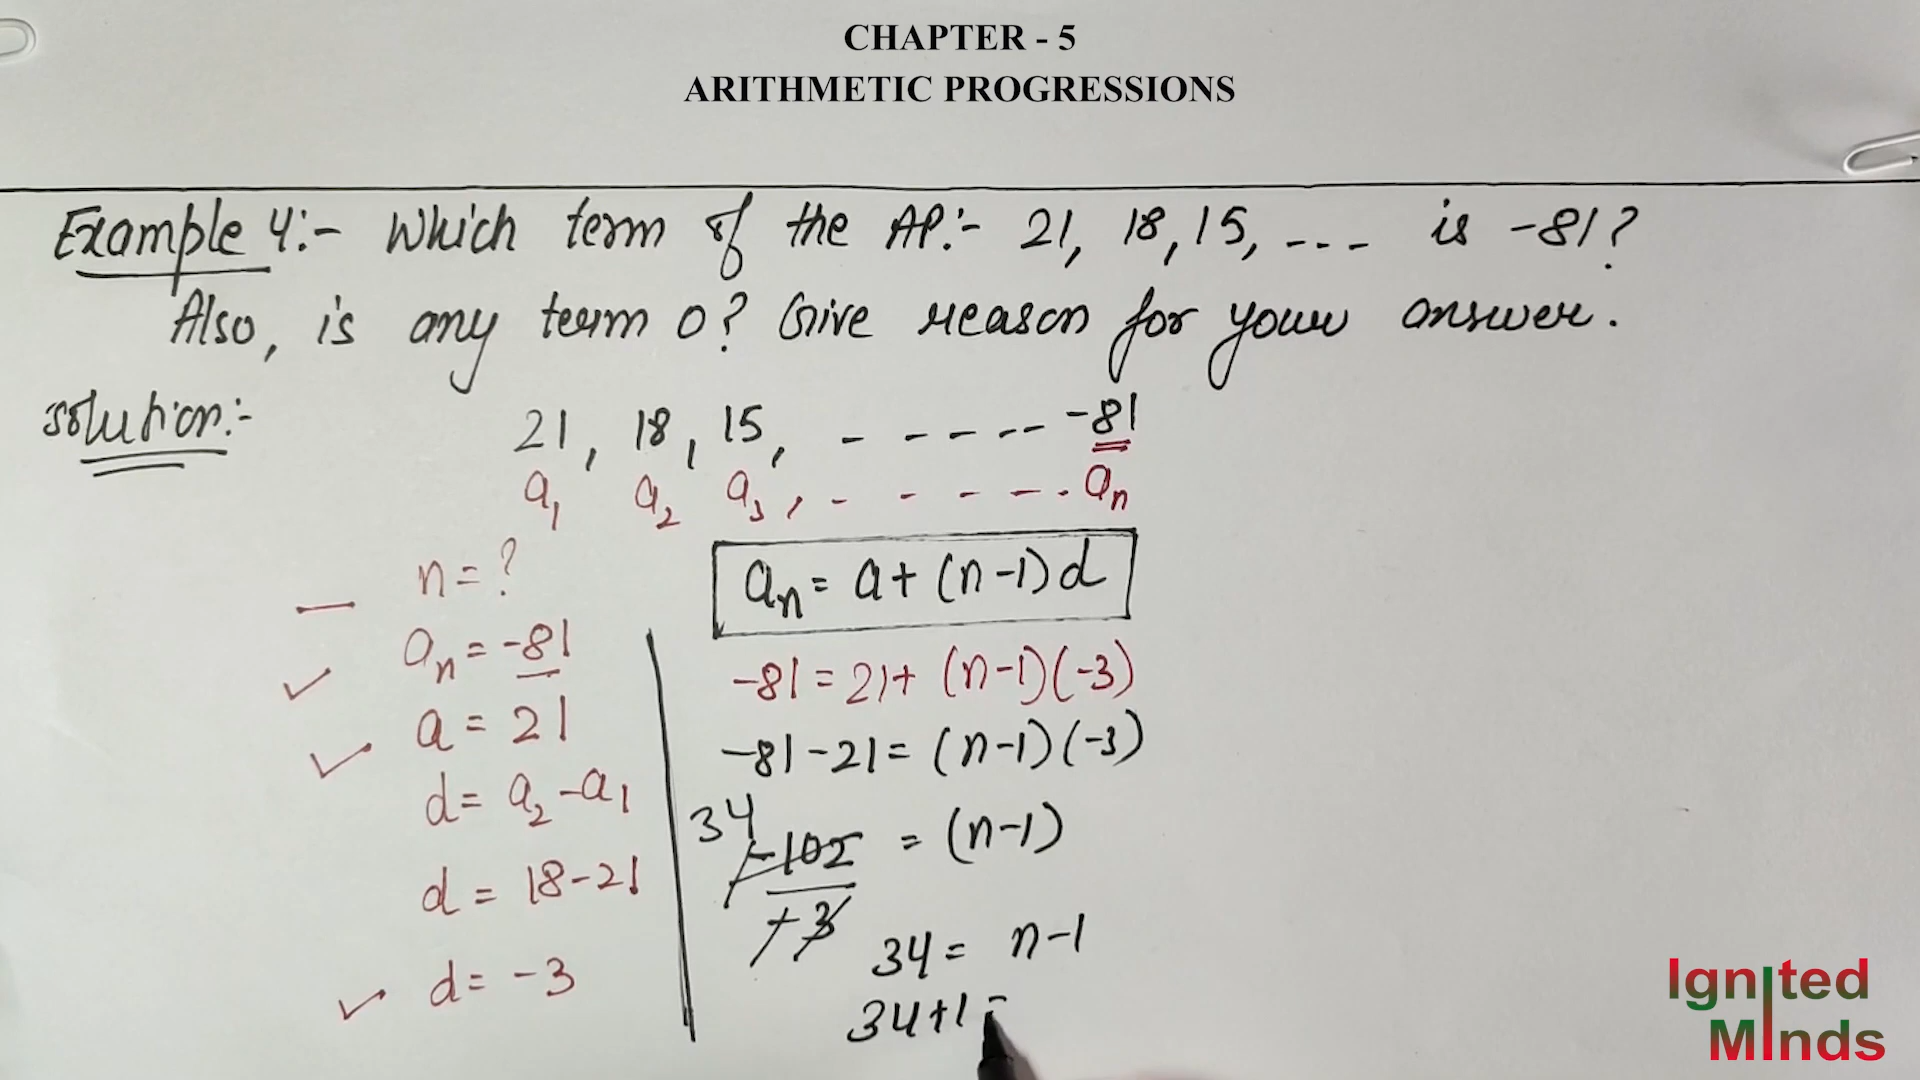 CHAPTER - 5
ARITHMETIC PROGRESSIONS
Example 4:- Which term of the AP:- 21, 18, 15, --- is -81?
Also, is any term 0? Give reason for your answer.
Solution:-
21, 18, 15, - - - - -- -81
a₁ a₂ a₃, - - - - -. aₙ
n = ?
aₙ = -81
a = 21
d = a₂ - a₁
d = 18 - 21
d = -3
aₙ = a + (n-1) d
-81 = 21 + (n-1)(-3)
-81 - 21 = (n-1)(-3)
34
-102 = (n-1)
-3
34 = n-1
34+1 =
Ignited
Minds